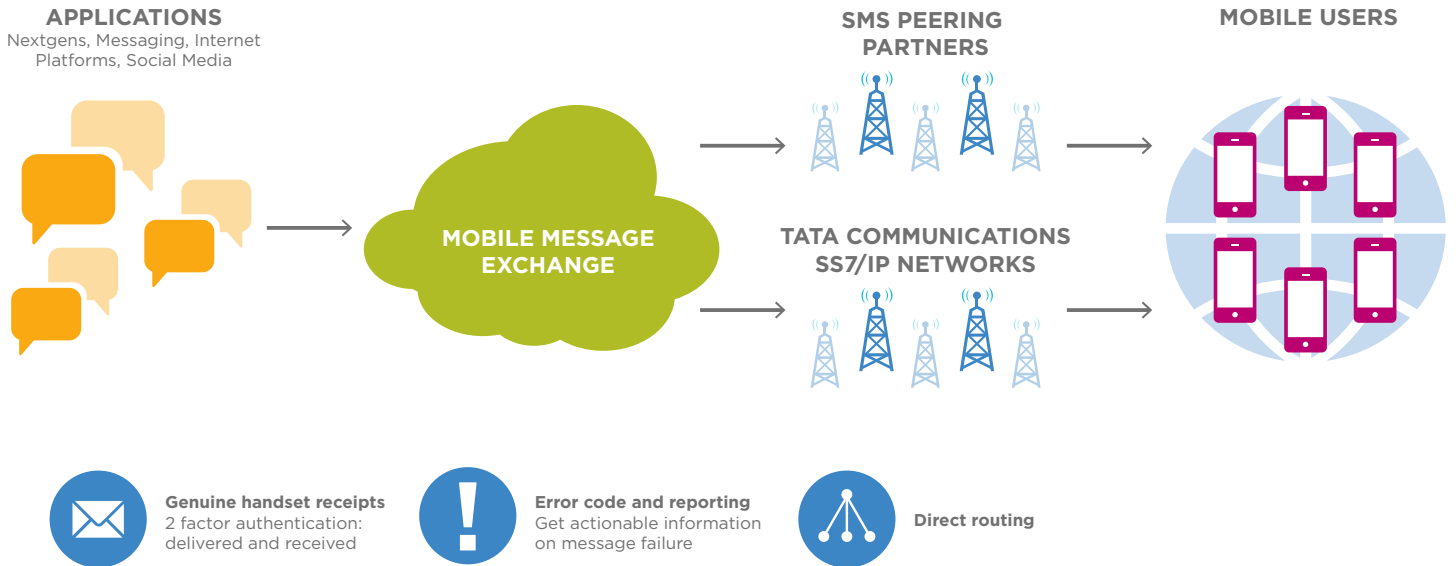 APPLICATIONS
Nextgens, Messaging, Internet
Platforms, Social Media
SMS PEERING
PARTNERS
MOBILE USERS
MOBILE MESSAGE
EXCHANGE
TATA COMMUNICATIONS
SS7/IP NETWORKS
Genuine handset receipts
2 factor authentication:
delivered and received
Error code and reporting
Get actionable information
on message failure
Direct routing